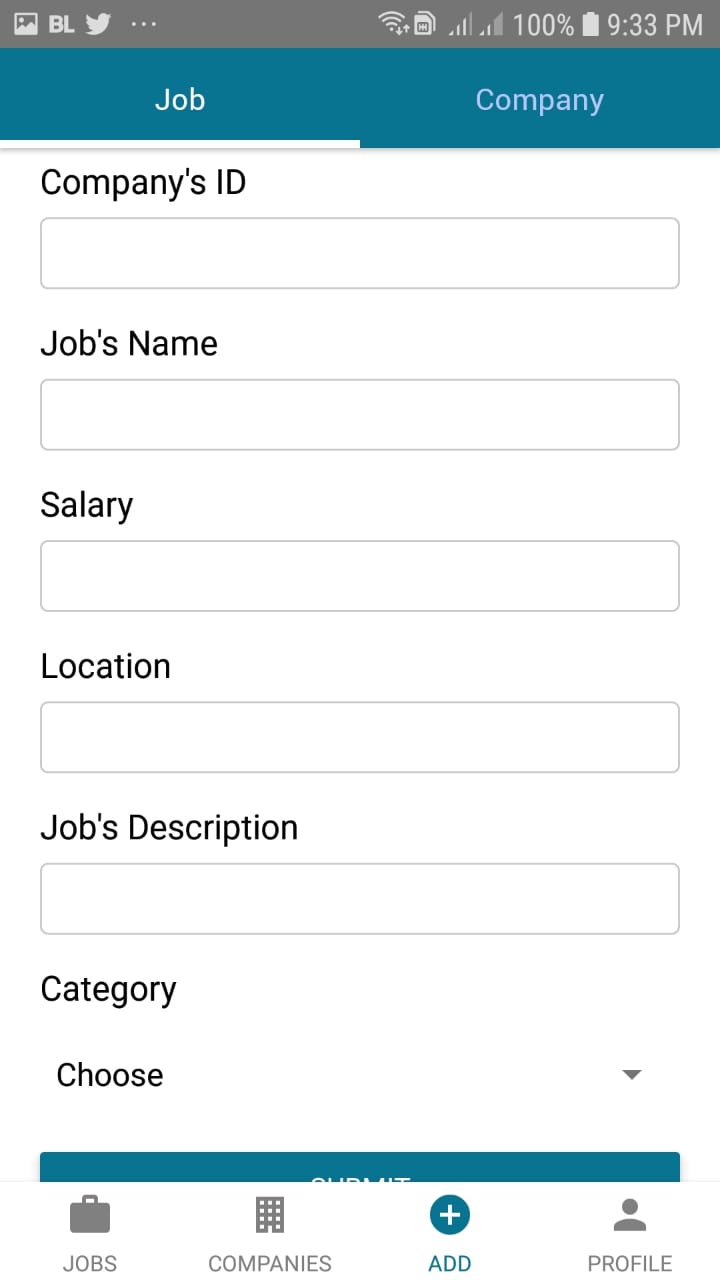 BL ... 100% 9:33 PM
Job Company
Company's ID
Job's Name
Salary
Location
Job's Description
Category
Choose
SUBMIT
JOBS COMPANIES ADD PROFILE